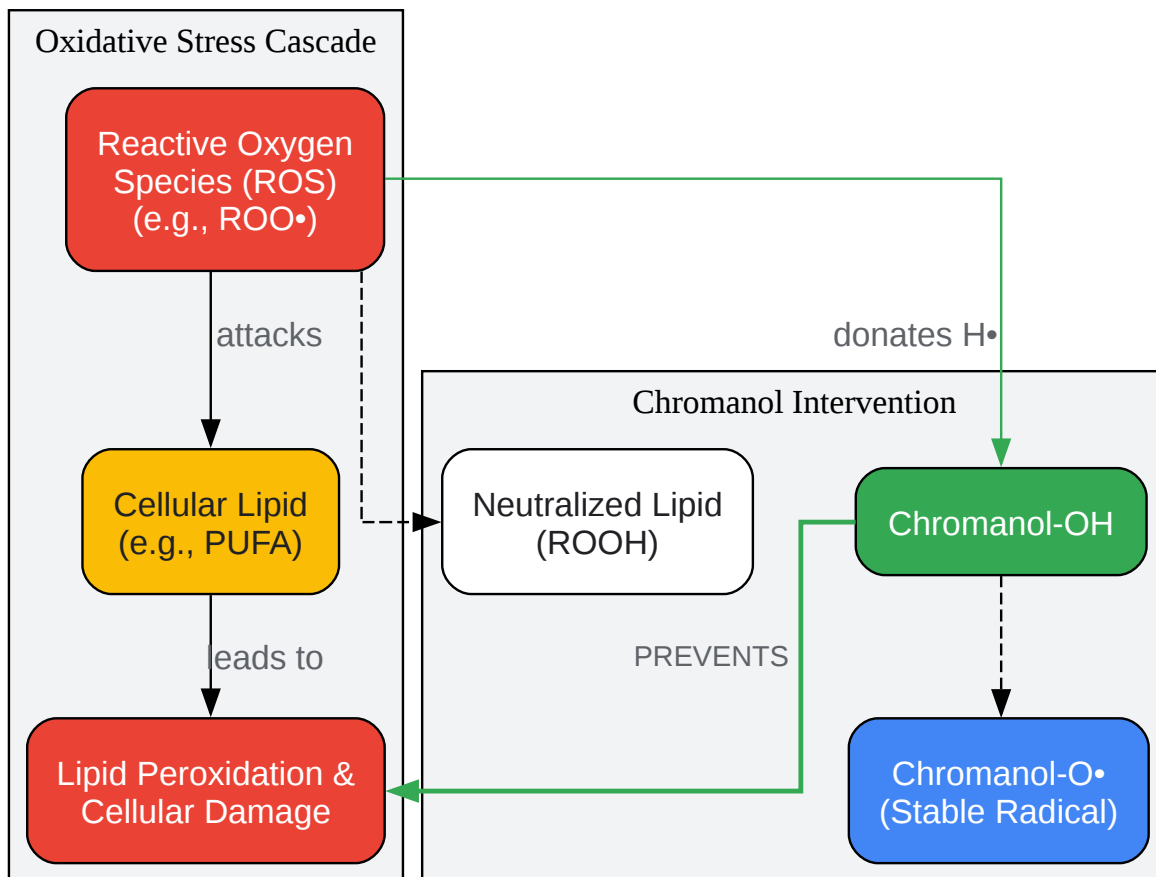 Oxidative Stress Cascade
Reactive Oxygen
Species (ROS)
(e.g., ROO•)
attacks
donates H•
Chromanol Intervention
Cellular Lipid
(e.g., PUFA)
Neutralized Lipid
(ROOH)
Chromanol-OH
leads to
PREVENTS
Lipid Peroxidation &
Cellular Damage
Chromanol-O•
(Stable Radical)